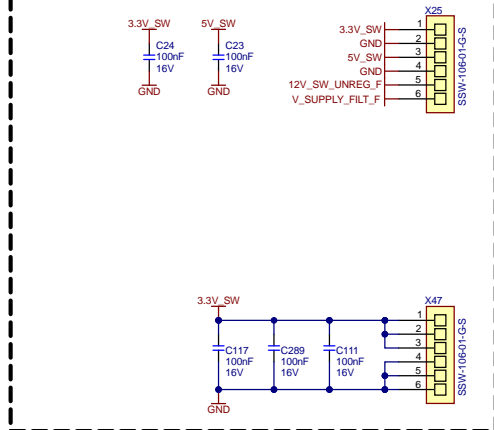 X25
3.3V_SW
5V_SW
C24
100nF
16V
C23
100nF
16V
GND
GND
3.3V_SW 1
GND 2
5V_SW 3
GND 4
12V_SW_UNREG_F 5
V_SUPPLY_FILT_F 6
SSW-106-01-G-S
3.3V_SW
X47
C117
100nF
16V
C289
100nF
16V
C111
100nF
16V
1
2
3
4
5
6
SSW-106-01-G-S
GND